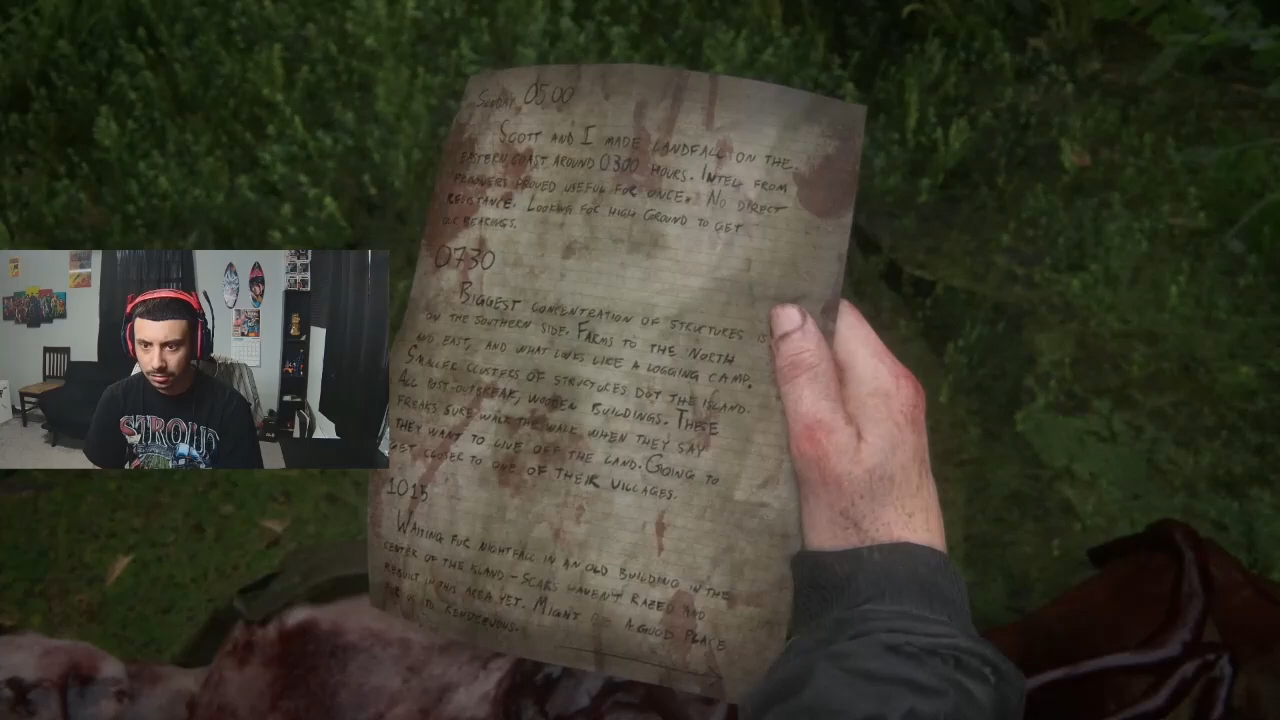 Sunday 0500
SCOTT AND I MADE LANDFALL ON THE
EASTERN COAST AROUND 0300 HOURS. INTEL FROM
PRISONERS PROVED USEFUL FOR ONCE. NO DIRECT
RESISTANCE. LOOKING FOR HIGH GROUND TO GET
OUR BEARINGS.
0730
BIGGEST CONCENTRATION OF STRUCTURES IS
ON THE SOUTHERN SIDE. FARMS TO THE NORTH
AND EAST, AND WHAT LOOKS LIKE A LOGGING CAMP.
SMALLER CLUSTERS OF STRUCTURES DOT THE ISLAND.
ALL POST-OUTBREAK, WOODEN BUILDINGS. THESE
FREAKS SURE WALK THE WALK WHEN THEY SAY
THEY WANT TO LIVE OFF THE LAND. GOING TO
GET CLOSER TO ONE OF THEIR VILLAGES.
1015
WAITING FOR NIGHTFALL IN AN OLD BUILDING IN THE
CENTER OF THE ISLAND - SCARS HAVEN'T RAZED AND
REBUILT IN THIS AREA YET. MIGHT BE A GOOD PLACE
FOR US TO RENDEZVOUS.
STROUD